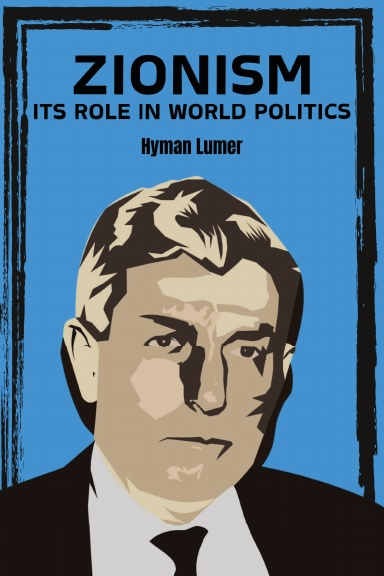 ZIONISM
ITS ROLE IN WORLD POLITICS
Hyman Lumer